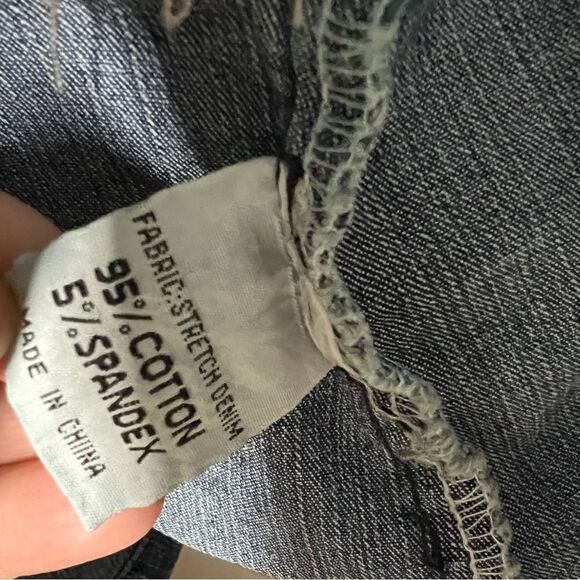 FABRIC:STRETCH DENIM
95%COTTON
5%SPANDEX
MADE IN CHINA